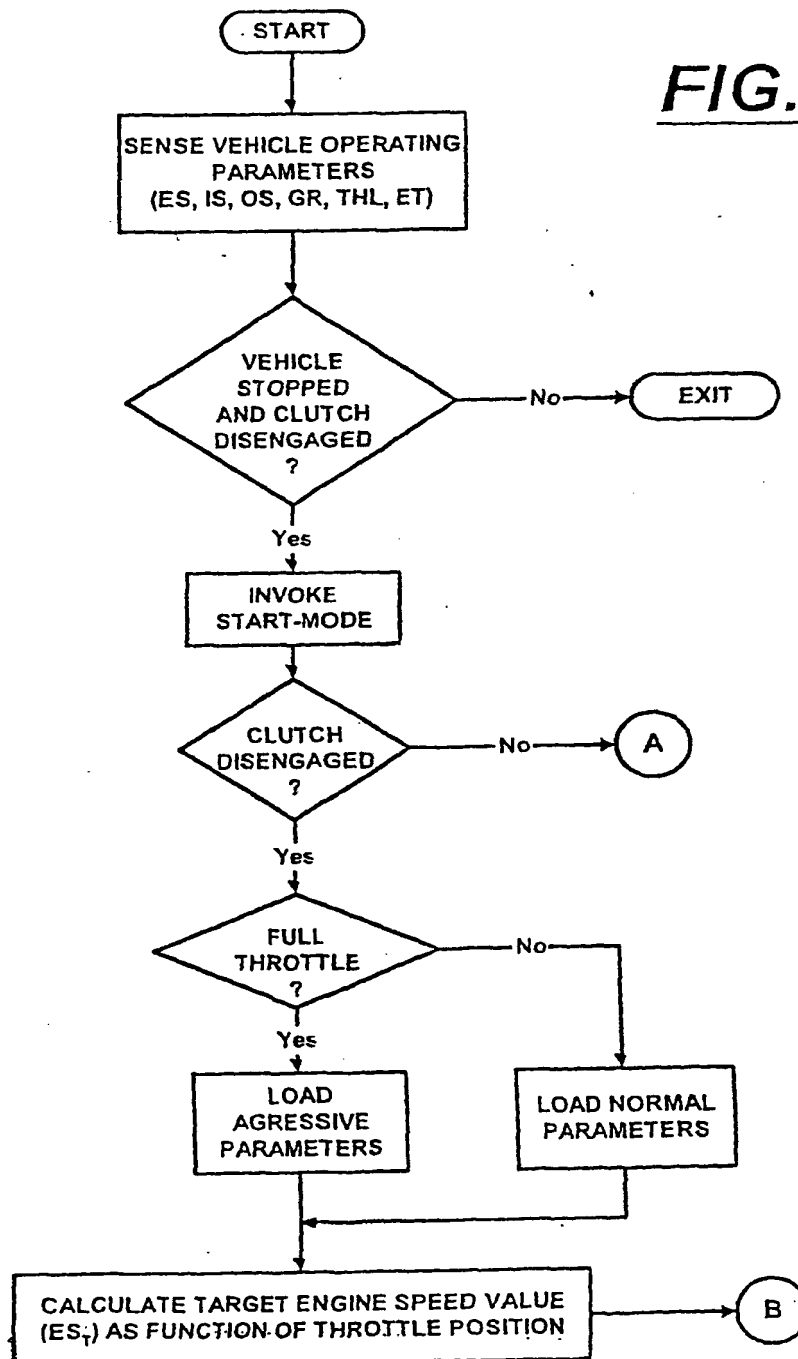 START
FIG.
SENSE VEHICLE OPERATING
PARAMETERS
(ES, IS, OS, GR, THL, ET)
VEHICLE
STOPPED
AND CLUTCH
DISENGAGED
?
No
EXIT
Yes
INVOKE
START-MODE
CLUTCH
DISENGAGED
?
No
A
Yes
FULL
THROTTLE
?
No
Yes
LOAD
AGRESSIVE
PARAMETERS
LOAD NORMAL
PARAMETERS
CALCULATE TARGET ENGINE SPEED VALUE
(ES_T) AS FUNCTION OF THROTTLE POSITION
B